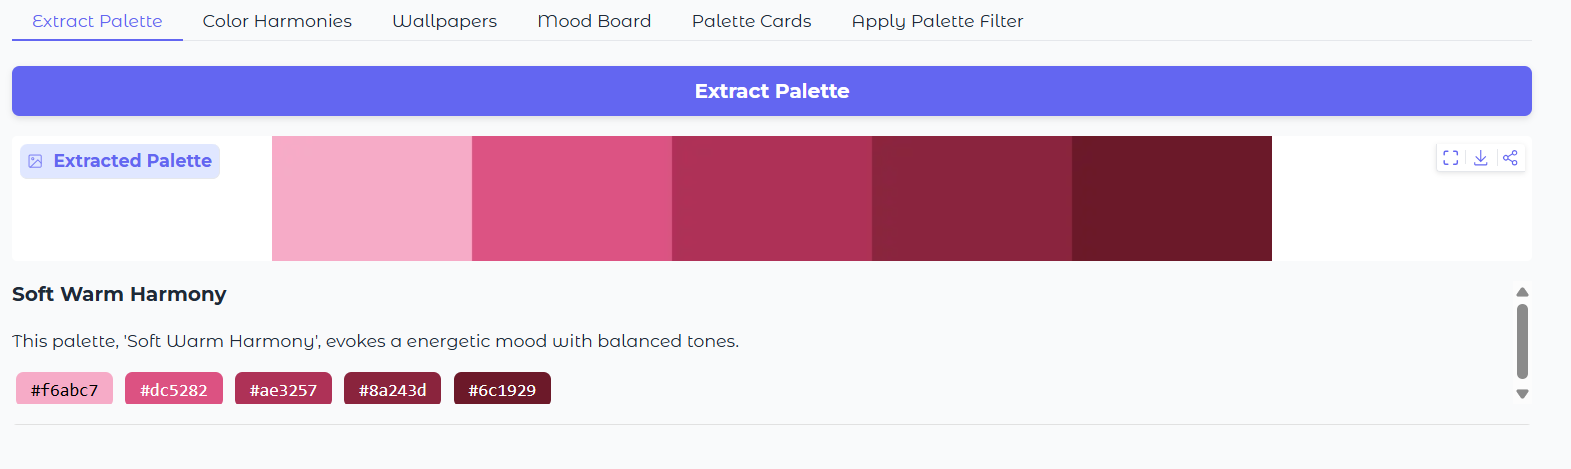 Extract Palette Color Harmonies Wallpapers Mood Board Palette Cards Apply Palette Filter
Extract Palette
Extracted Palette
Soft Warm Harmony
This palette, 'Soft Warm Harmony', evokes a energetic mood with balanced tones.
#f6abc7 #dc5282 #ae3257 #8a243d #6c1929